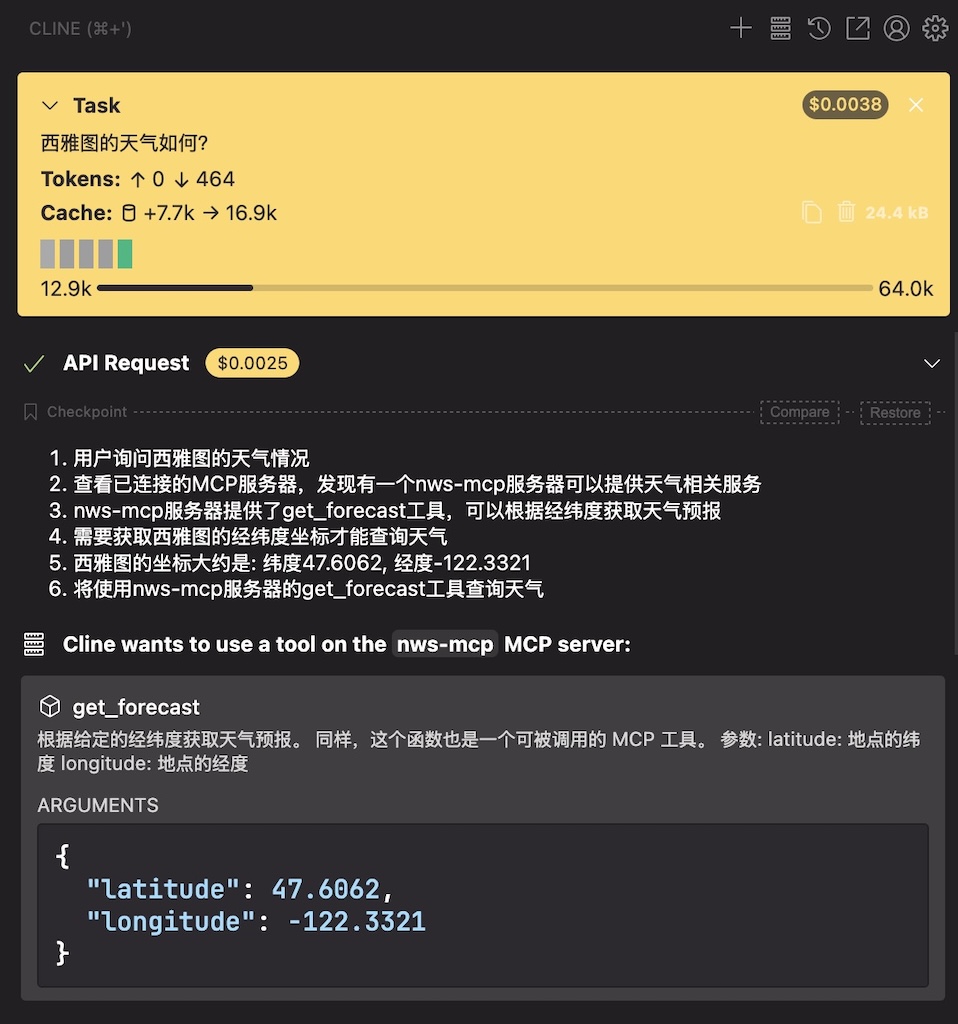 CLINE (⌘+')
Task
$0.0038
西雅图的天气如何?
Tokens: ↑ 0 ↓ 464
Cache: +7.7k → 16.9k
24.4 kB
12.9k
64.0k
API Request
$0.0025
Checkpoint
Compare
Restore
1. 用户询问西雅图的天气情况
2. 查看已连接的MCP服务器，发现有一个nws-mcp服务器可以提供天气相关服务
3. nws-mcp服务器提供了get_forecast工具，可以根据经纬度获取天气预报
4. 需要获取西雅图的经纬度坐标才能查询天气
5. 西雅图的坐标大约是: 纬度47.6062, 经度-122.3321
6. 将使用nws-mcp服务器的get_forecast工具查询天气
Cline wants to use a tool on the nws-mcp MCP server:
get_forecast
根据给定的经纬度获取天气预报。 同样，这个函数也是一个可被调用的 MCP 工具。 参数: latitude: 地点的纬
度 longitude: 地点的经度
ARGUMENTS
{
"latitude": 47.6062,
"longitude": -122.3321
}